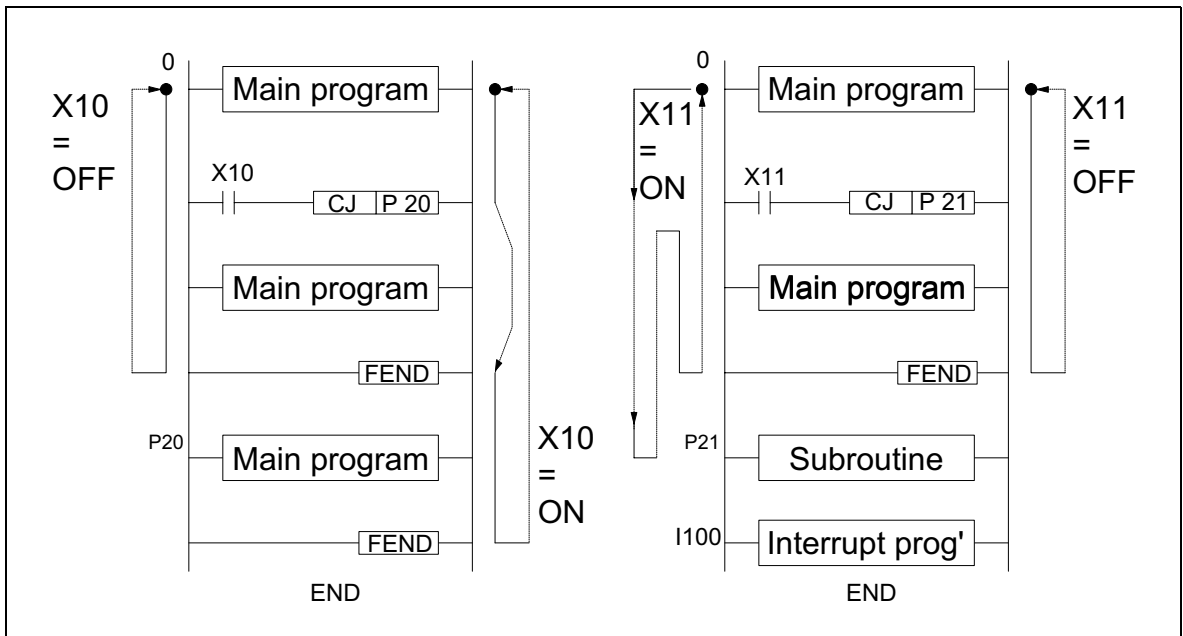 0
Main program
X10
=
OFF
X10
CJ P 20
Main program
FEND
P20
Main program
X10
=
ON
FEND
END
0
Main program
X11
=
ON
X11
=
OFF
X11
CJ P 21
Main program
FEND
P21
Subroutine
I100
Interrupt prog'
END